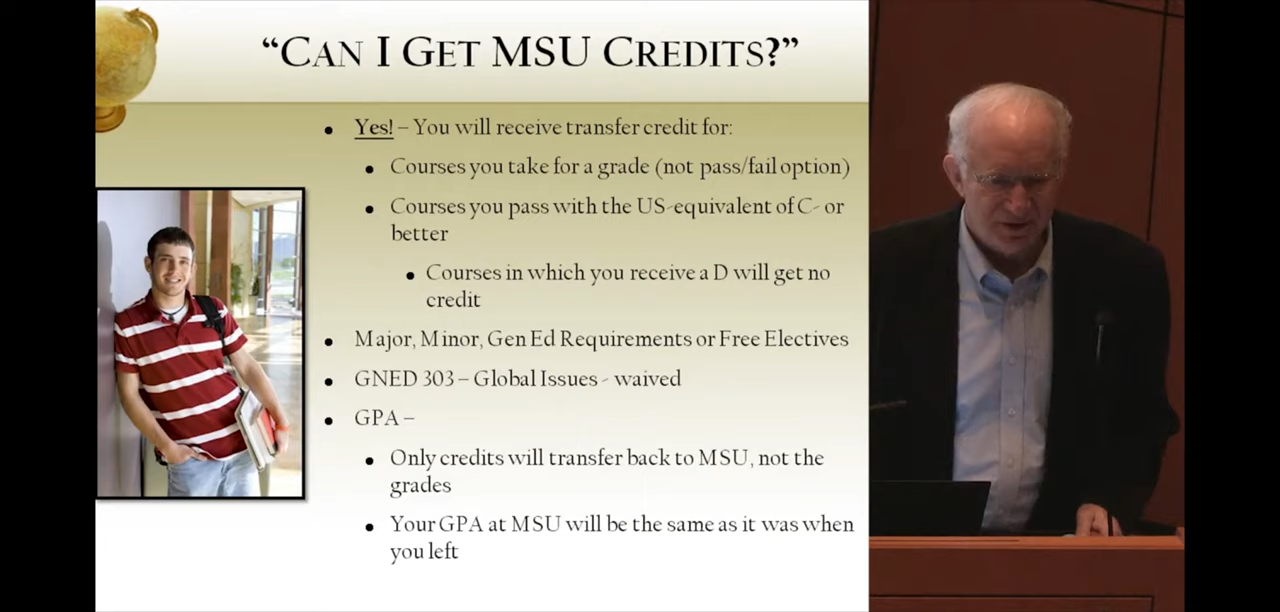 “CAN I GET MSU CREDITS?”
Yes! – You will receive transfer credit for:
Courses you take for a grade (not pass/fail option)
Courses you pass with the US-equivalent of C- or
better
Courses in which you receive a D will get no
credit
Major, Minor, Gen Ed Requirements or Free Electives
GNED 303 – Global Issues - waived
GPA –
Only credits will transfer back to MSU, not the
grades
Your GPA at MSU will be the same as it was when
you left